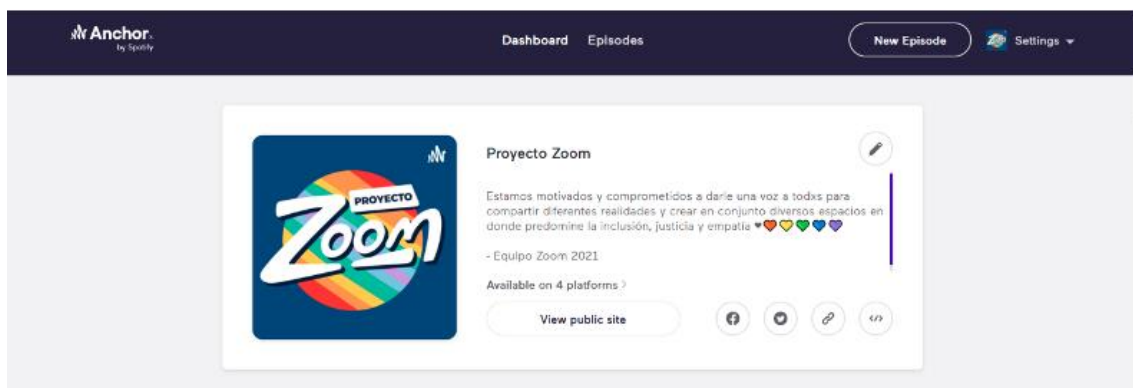 Anchor
by Spotify
Dashboard Episodes
New Episode
Settings
PROYECTO
Zoom
Proyecto Zoom
Estamos motivados y comprometidos a darle una voz a todxs para
compartir diferentes realidades y crear en conjunto diversos espacios en
donde predomine la inclusión, justicia y empatía ♥🧡💛💚💙💜
- Equipo Zoom 2021
Available on 4 platforms >
View public site